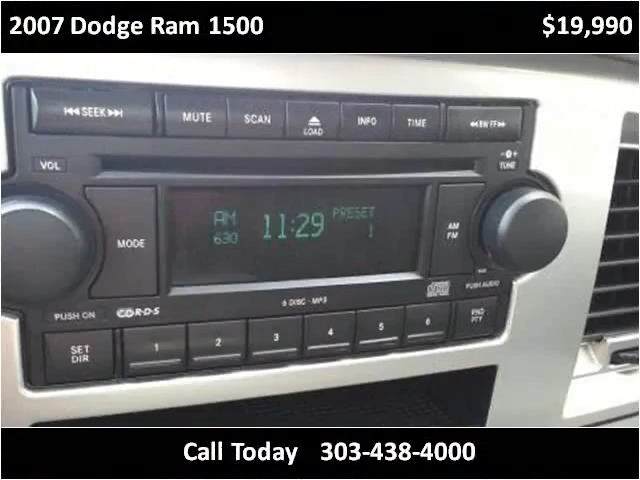 2007 Dodge Ram 1500 $19,990
SEEK MUTE SCAN LOAD INFO TIME RW FF
VOL TUNE
AM 630 11:29 PRESET 1
MODE AM FM
PUSH ON R·D·S 6 DISC · MP3 PUSH AUDIO
SET DIR 1 2 3 4 5 6 RND PTY
Call Today 303-438-4000